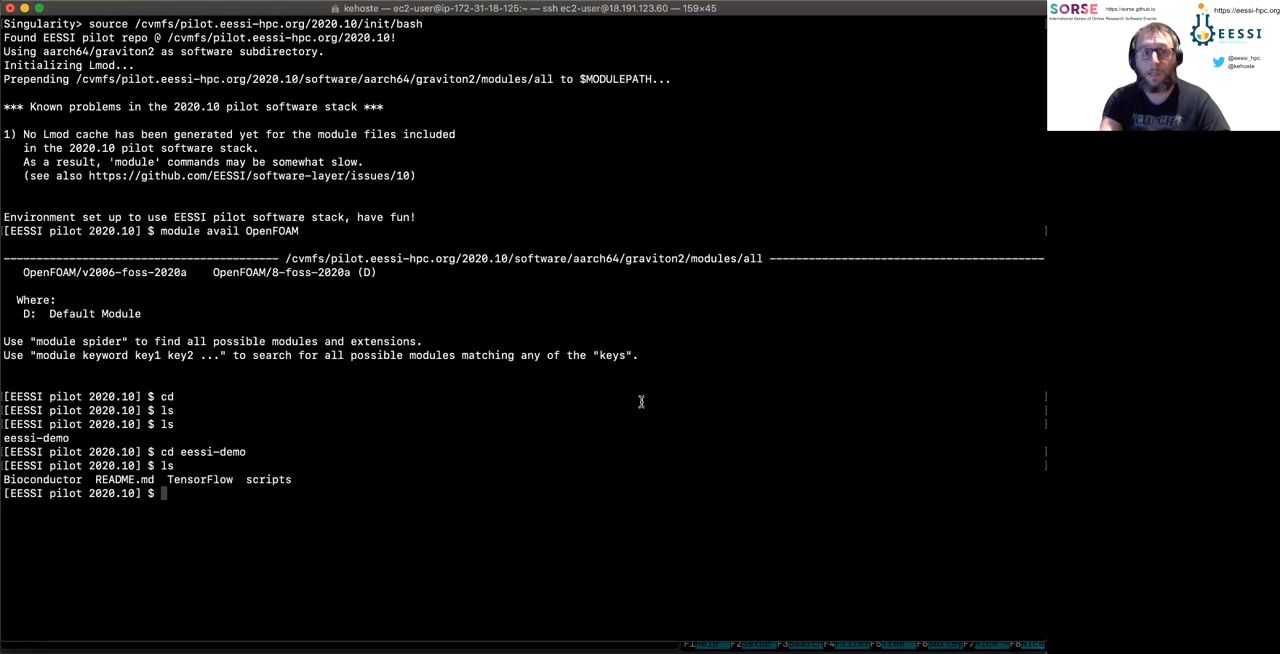 kehoste — ec2-user@ip-172-31-18-125:~ — ssh ec2-user@18.191.123.60 — 159×45
Singularity> source /cvmfs/pilot.eessi-hpc.org/2020.10/init/bash
Found EESSI pilot repo @ /cvmfs/pilot.eessi-hpc.org/2020.10!
Using aarch64/graviton2 as software subdirectory.
Initializing Lmod...
Prepending /cvmfs/pilot.eessi-hpc.org/2020.10/software/aarch64/graviton2/modules/all to $MODULEPATH...
*** Known problems in the 2020.10 pilot software stack ***
1) No Lmod cache has been generated yet for the module files included
in the 2020.10 pilot software stack.
As a result, 'module' commands may be somewhat slow.
(see also https://github.com/EESSI/software-layer/issues/10)
Environment set up to use EESSI pilot software stack, have fun!
[EESSI pilot 2020.10] $ module avail OpenFOAM
----------------------------------------- /cvmfs/pilot.eessi-hpc.org/2020.10/software/aarch64/graviton2/modules/all -----------------------------------------
OpenFOAM/v2006-foss-2020a    OpenFOAM/8-foss-2020a (D)
Where:
D:  Default Module
Use "module spider" to find all possible modules and extensions.
Use "module keyword key1 key2 ..." to search for all possible modules matching any of the "keys".
[EESSI pilot 2020.10] $ cd
[EESSI pilot 2020.10] $ ls
[EESSI pilot 2020.10] $ ls
eessi-demo
[EESSI pilot 2020.10] $ cd eessi-demo
[EESSI pilot 2020.10] $ ls
Bioconductor  README.md  TensorFlow  scripts
[EESSI pilot 2020.10] $
SORSE https://sorse.github.io
International Series of Online Research Software Events
https://eessi-hpc.org
EESSI
@eessi_hpc
@kehoste